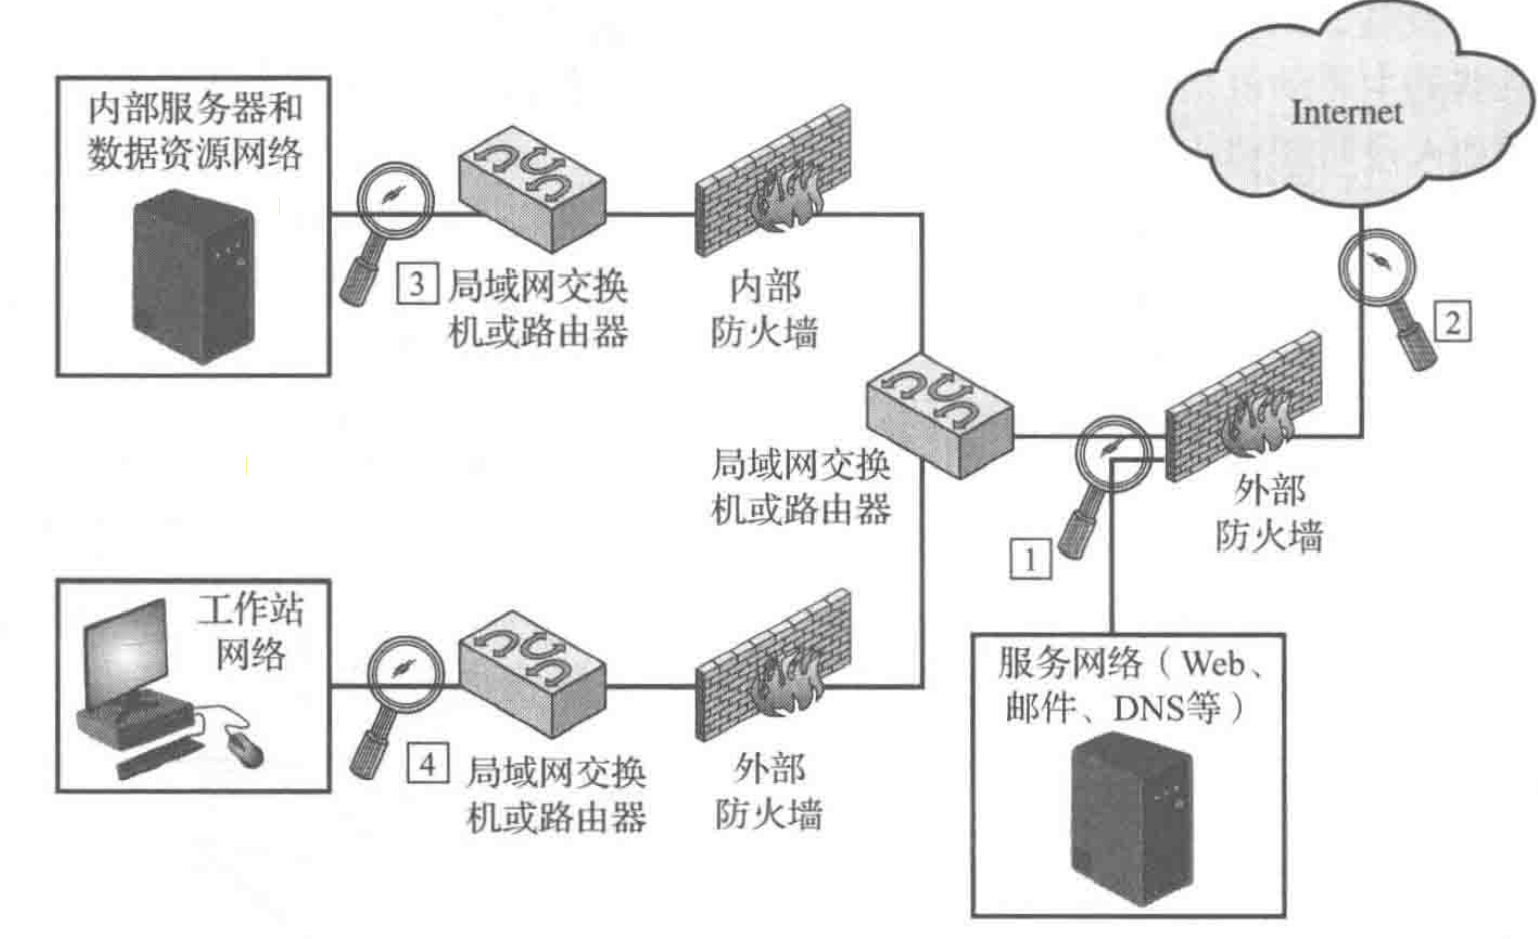 Internet
内部服务器和
数据资源网络
3
局域网交换
机或路由器
内部
防火墙
2
局域网交换
机或路由器
1
外部
防火墙
工作站
网络
4
局域网交换
机或路由器
外部
防火墙
服务网络（Web、
邮件、DNS等）